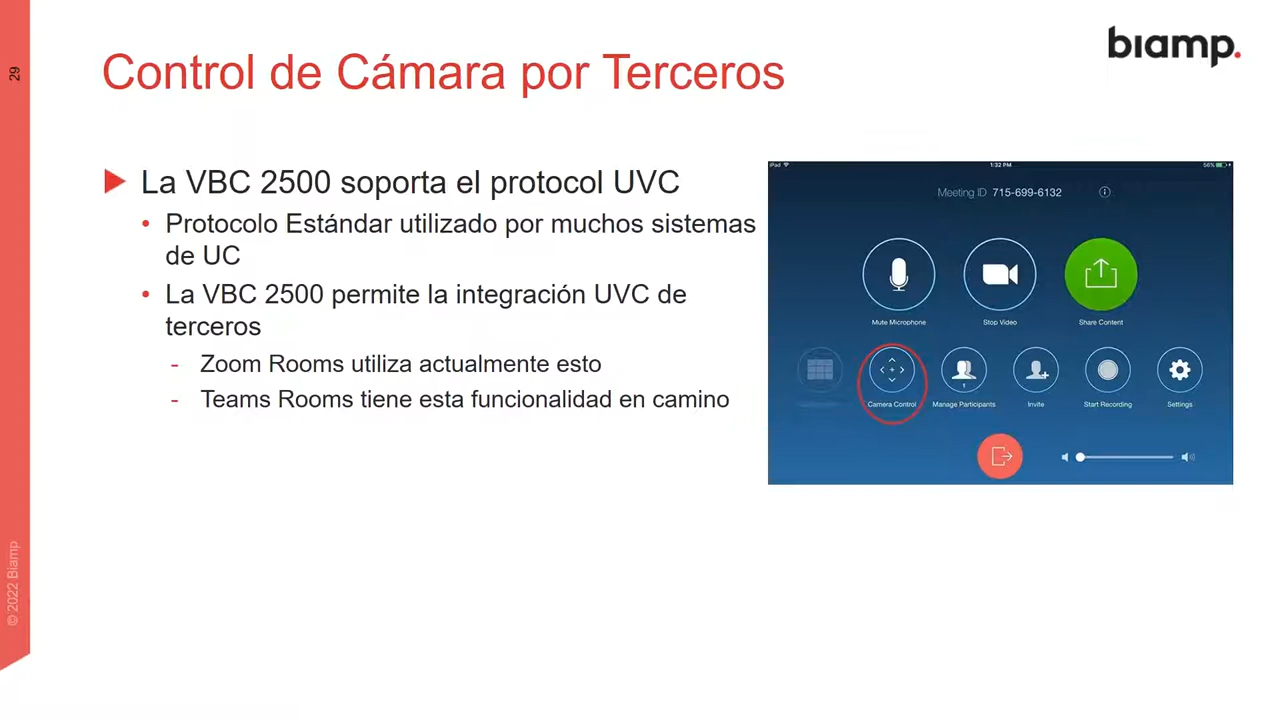 29
biamp.
Control de Cámara por Terceros
La VBC 2500 soporta el protocol UVC
• Protocolo Estándar utilizado por muchos sistemas
de UC
• La VBC 2500 permite la integración UVC de
terceros
- Zoom Rooms utiliza actualmente esto
- Teams Rooms tiene esta funcionalidad en camino
iPad
1:32 PM
56%
Meeting ID 715-699-6132
Mute Microphone
Stop Video
Share Content
1
Camera Control
Manage Participants
Invite
Start Recording
Settings
© 2022 Biamp